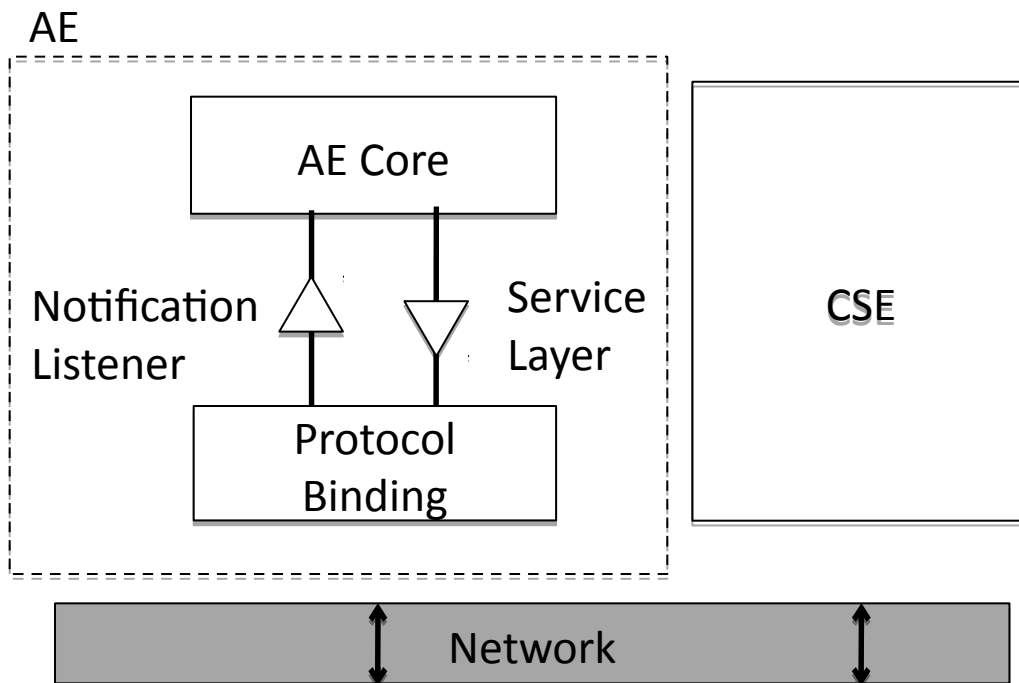 AE
AE Core
Notification
Listener
Service
Layer
CSE
Protocol
Binding
Network